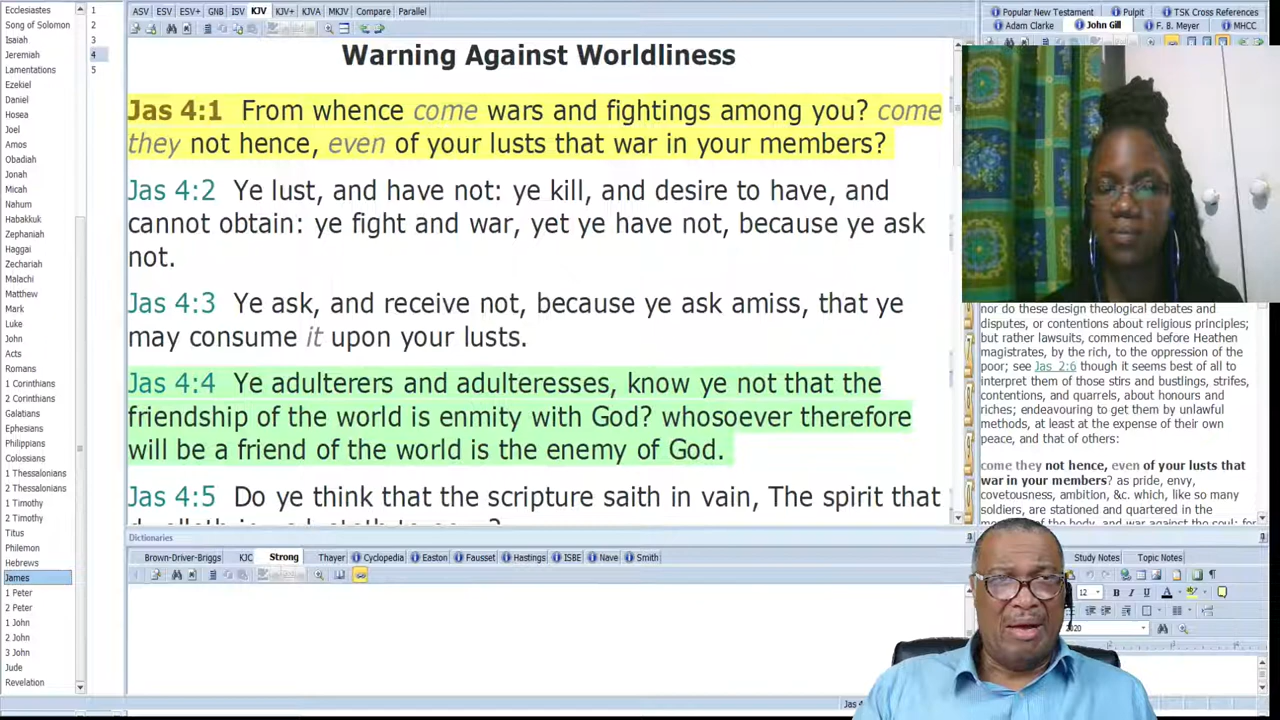 Ecclesiastes
Song of Solomon
Isaiah
Jeremiah
Lamentations
Ezekiel
Daniel
Hosea
Joel
Amos
Obadiah
Jonah
Micah
Nahum
Habakkuk
Zephaniah
Haggai
Zechariah
Malachi
Matthew
Mark
Luke
John
Acts
Romans
1 Corinthians
2 Corinthians
Galatians
Ephesians
Philippians
Colossians
1 Thessalonians
2 Thessalonians
1 Timothy
2 Timothy
Titus
Philemon
Hebrews
James
1 Peter
2 Peter
1 John
2 John
3 John
Jude
Revelation
1
2
3
4
5
ASV ESV ESV+ GNB ISV KJV KJV+ KJVA MKJV Compare Parallel
Warning Against Worldliness
Jas 4:1 From whence come wars and fightings among you? come
they not hence, even of your lusts that war in your members?
Jas 4:2 Ye lust, and have not: ye kill, and desire to have, and
cannot obtain: ye fight and war, yet ye have not, because ye ask
not.
Jas 4:3 Ye ask, and receive not, because ye ask amiss, that ye
may consume it upon your lusts.
Jas 4:4 Ye adulterers and adulteresses, know ye not that the
friendship of the world is enmity with God? whosoever therefore
will be a friend of the world is the enemy of God.
Jas 4:5 Do ye think that the scripture saith in vain, The spirit that
Popular New Testament Pulpit TSK Cross References
Adam Clarke John Gill F. B. Meyer MHCC
nor do these design theological debates and
disputes, or contentions about religious principles;
but rather lawsuits, commenced before Heathen
magistrates, by the rich, to the oppression of the
poor; see Jas 2:6 though it seems best of all to
interpret them of those stirs and bustlings, strifes,
contentions, and quarrels, about honours and
riches; endeavouring to get them by unlawful
methods, at least at the expense of their own
peace, and that of others:
come they not hence, even of your lusts that
war in your members? as pride, envy,
covetousness, ambition, &c. which, like so many
soldiers, are stationed and quartered in the
Dictionaries
Brown-Driver-Briggs KJC Strong Thayer Cyclopedia Easton Fausset Hastings ISBE Nave Smith
Study Notes Topic Notes
12 B I U A
2020